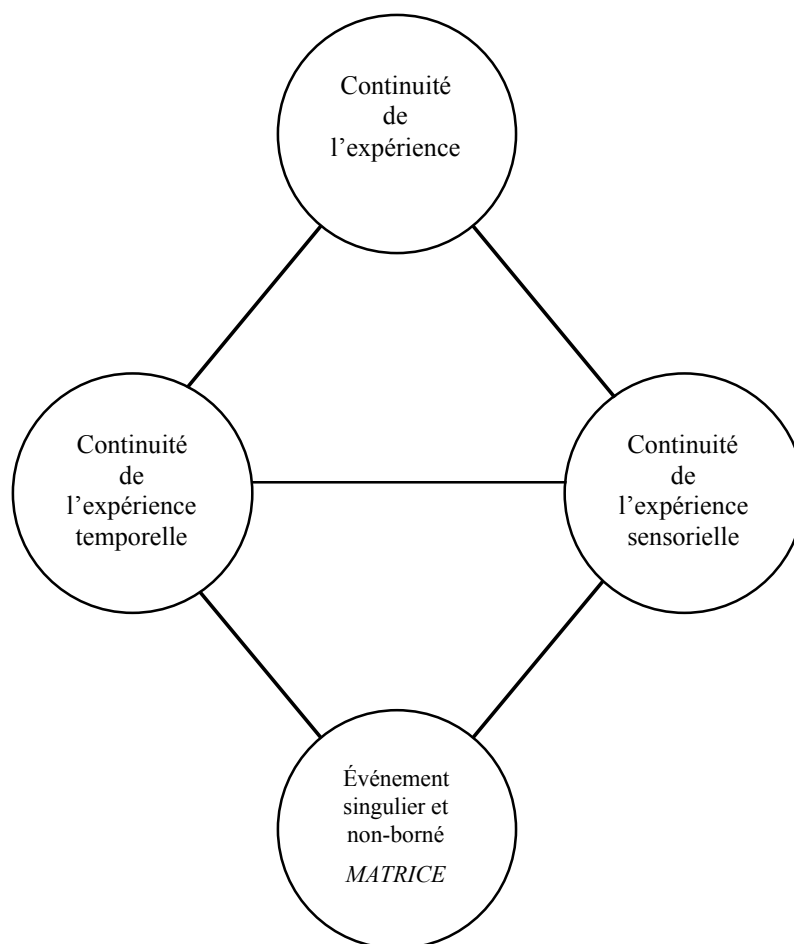 Continuité
de
l’expérience
Continuité
de
l’expérience
temporelle
Continuité
de
l’expérience
sensorielle
Événement
singulier et
non-borné
MATRICE